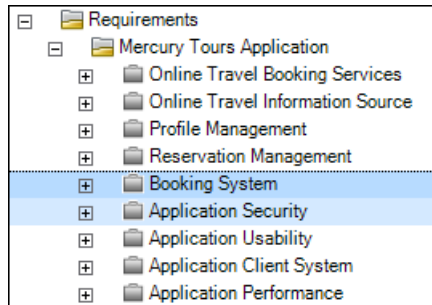 Requirements
Mercury Tours Application
Online Travel Booking Services
Online Travel Information Source
Profile Management
Reservation Management
Booking System
Application Security
Application Usability
Application Client System
Application Performance